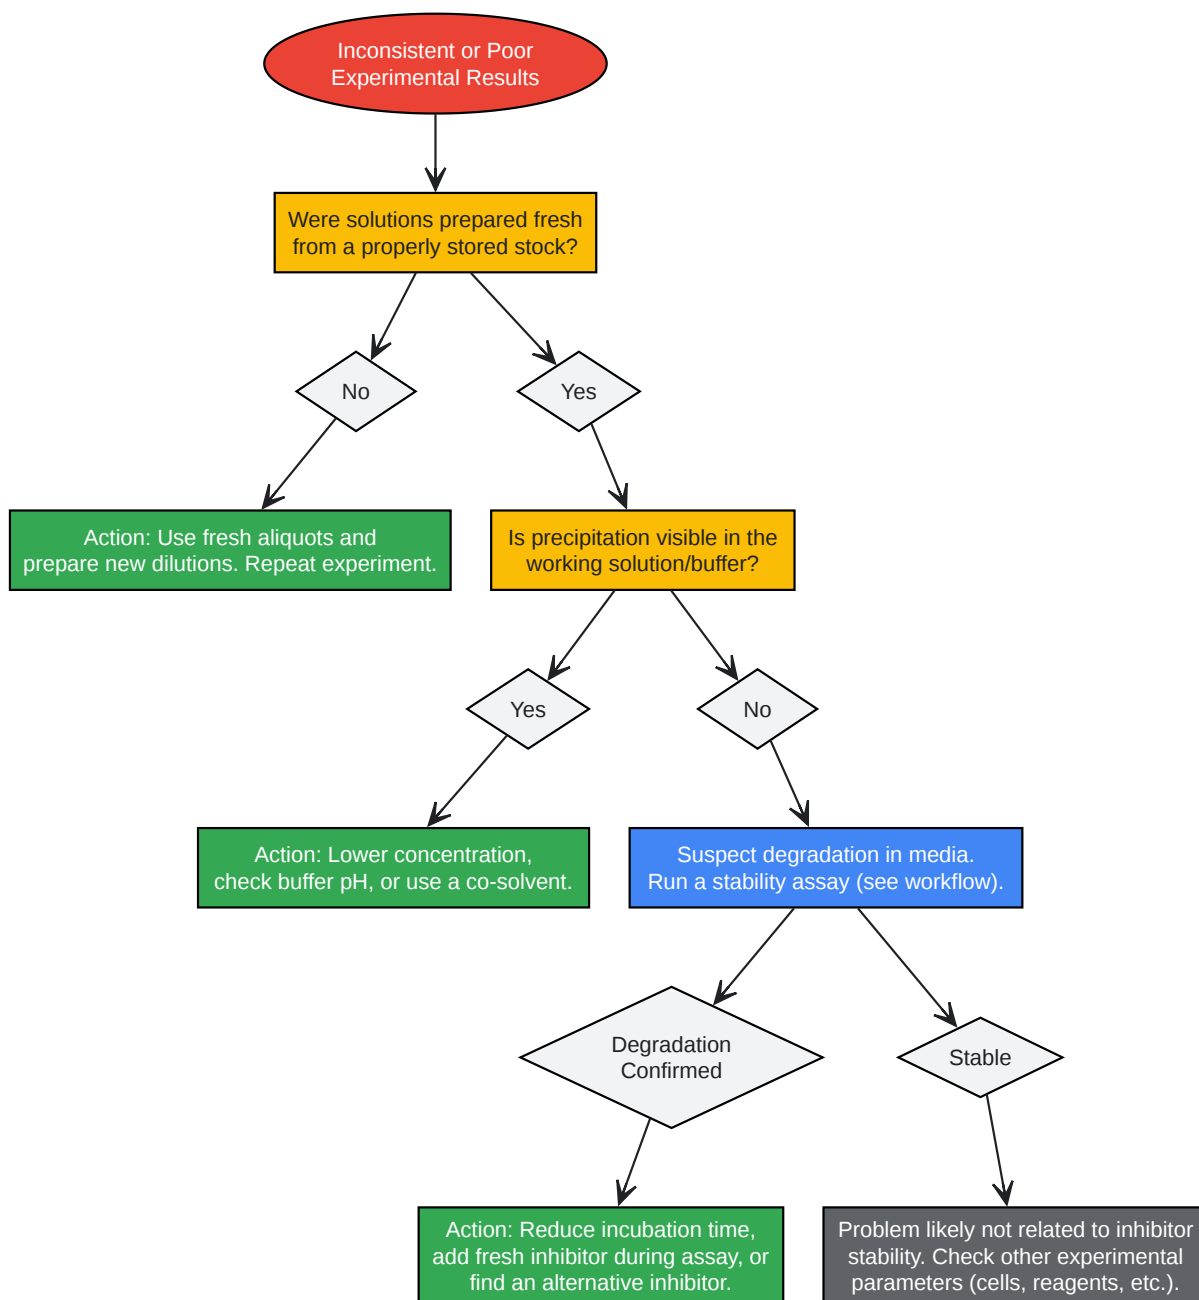 Inconsistent or Poor
Experimental Results
Were solutions prepared fresh
from a properly stored stock?
No
Yes
Action: Use fresh aliquots and
prepare new dilutions. Repeat experiment.
Is precipitation visible in the
working solution/buffer?
Yes
No
Action: Lower concentration,
check buffer pH, or use a co-solvent.
Suspect degradation in media.
Run a stability assay (see workflow).
Degradation
Confirmed
Stable
Action: Reduce incubation time,
add fresh inhibitor during assay, or
find an alternative inhibitor.
Problem likely not related to inhibitor
stability. Check other experimental
parameters (cells, reagents, etc.).